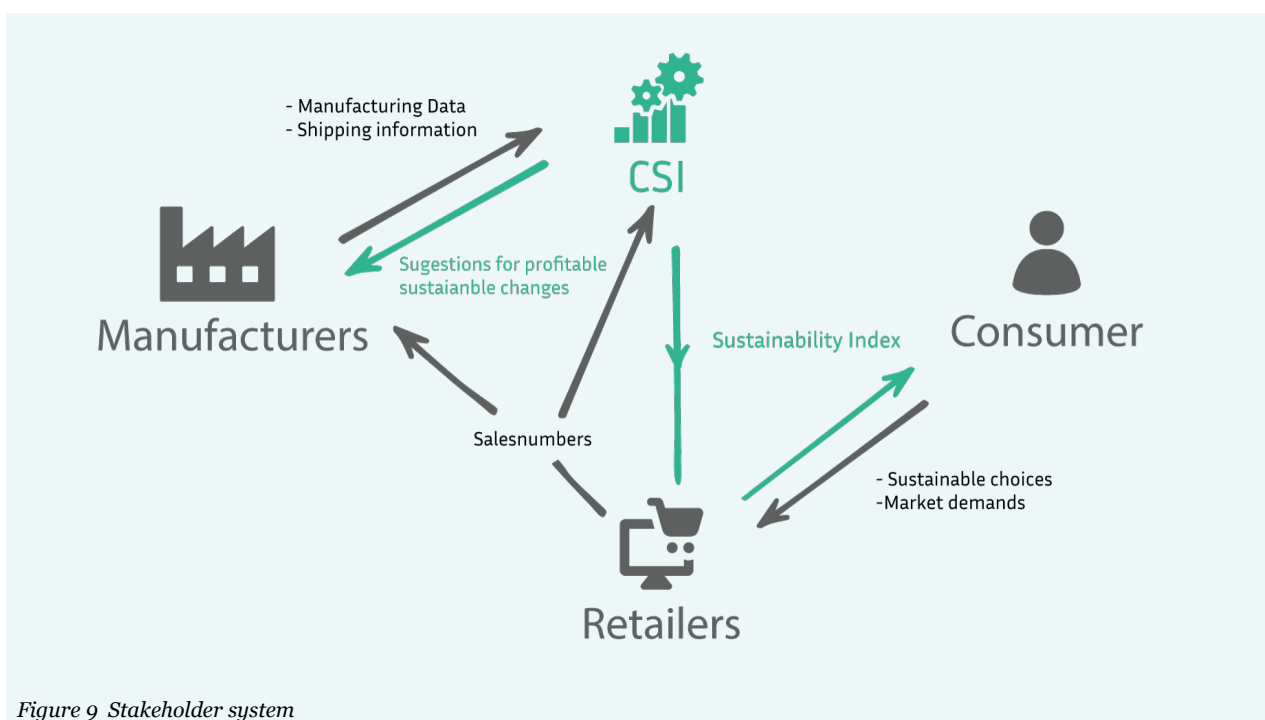 - Manufacturing Data
- Shipping information
CSI
Sugestions for profitable
sustaianble changes
Manufacturers
Consumer
Sustainability Index
Salesnumbers
- Sustainable choices
-Market demands
Retailers
Figure 9 Stakeholder system